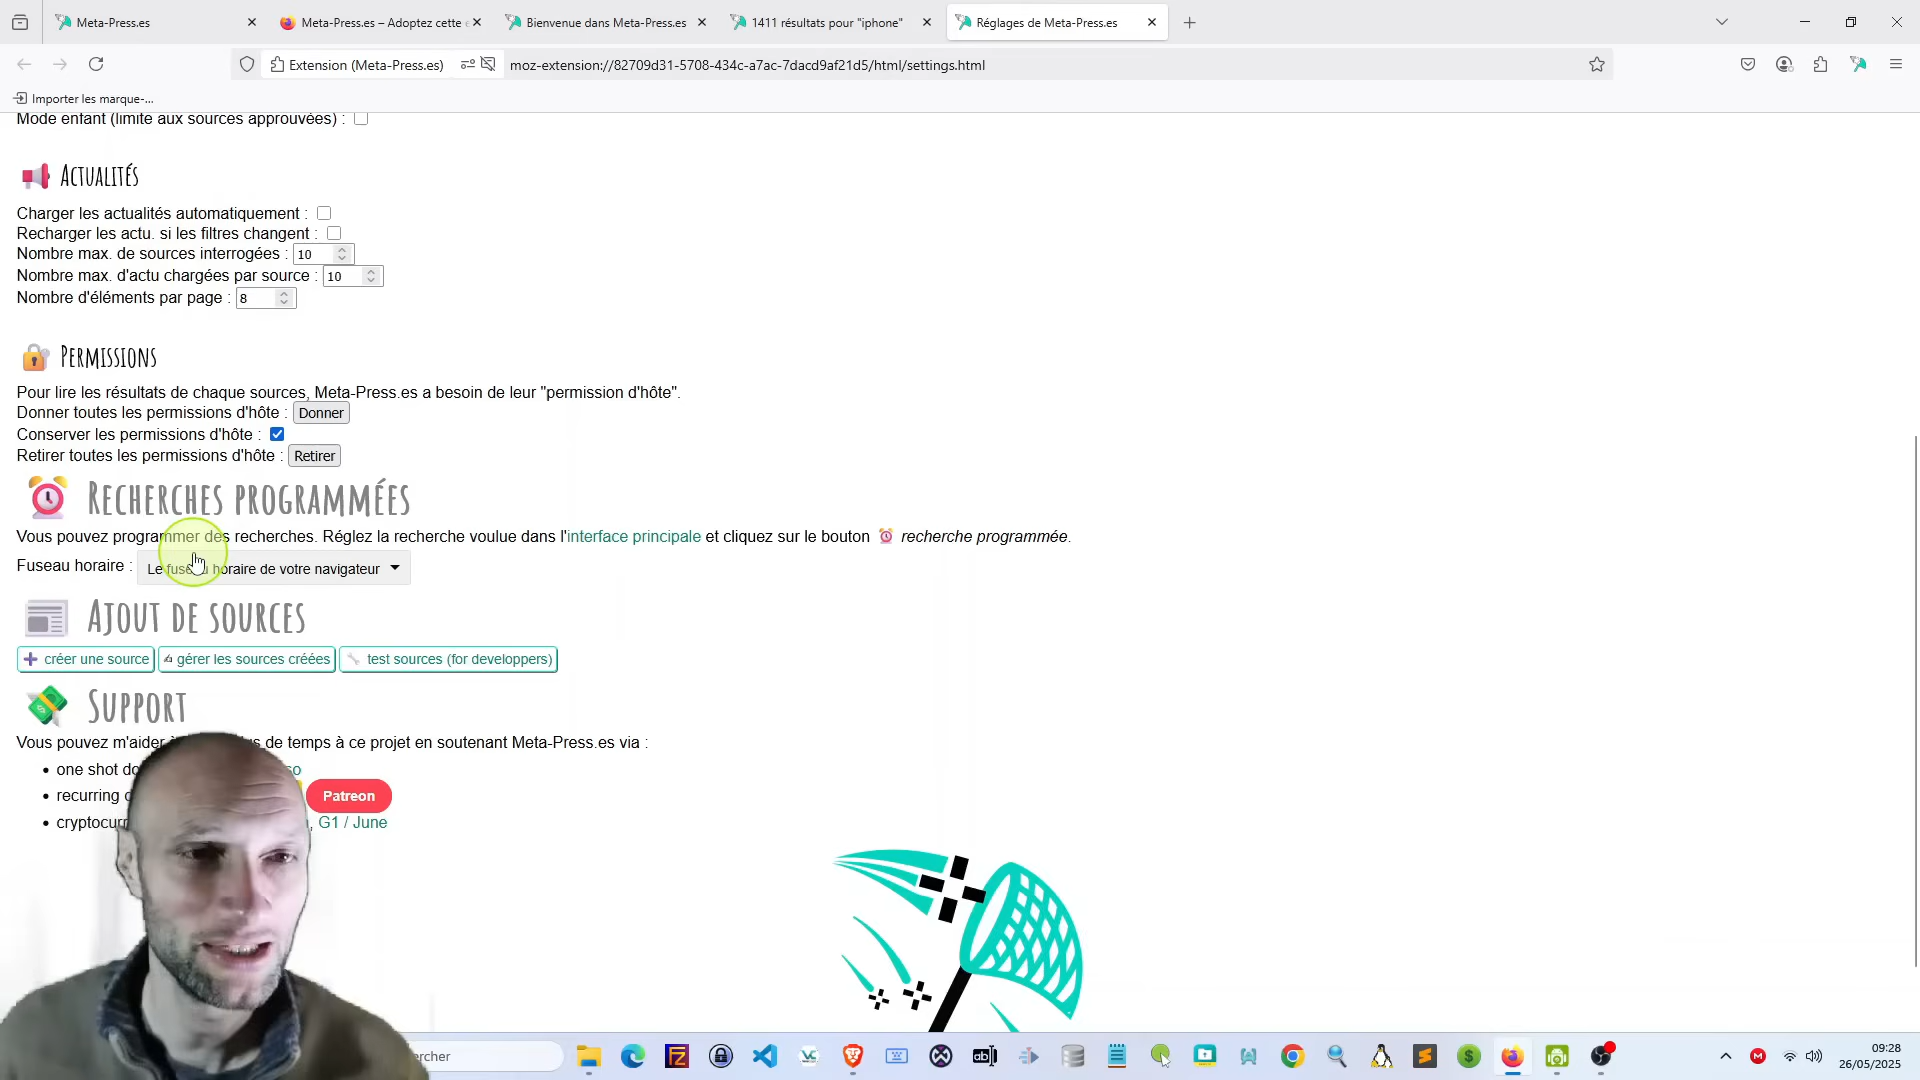 Meta-Press.es
Meta-Press.es – Adoptez cette
Bienvenue dans Meta-Press.es
1411 résultats pour "iphone"
Réglages de Meta-Press.es
Extension (Meta-Press.es)
moz-extension://82709d31-5708-434c-a7ac-7dacd9af21d5/html/settings.html
Importer les marque-...
Mode enfant (limite aux sources approuvées) :
Actualités
Charger les actualités automatiquement :
Recharger les actu. si les filtres changent :
Nombre max. de sources interrogées : 10
Nombre max. d'actu chargées par source : 10
Nombre d'éléments par page : 8
Permissions
Pour lire les résultats de chaque sources, Meta-Press.es a besoin de leur "permission d'hôte".
Donner toutes les permissions d'hôte : Donner
Conserver les permissions d'hôte :
Retirer toutes les permissions d'hôte : Retirer
Recherches programmées
Vous pouvez programmer des recherches. Réglez la recherche voulue dans l'interface principale et cliquez sur le bouton recherche programmée.
Fuseau horaire : Le fuseau horaire de votre navigateur
Ajout de sources
créer une source gérer les sources créées test sources (for developpers)
Support
Vous pouvez m'aider de temps à ce projet en soutenant Meta-Press.es via :
one shot
recurring Patreon
, G1 / June
09:28
26/05/2025